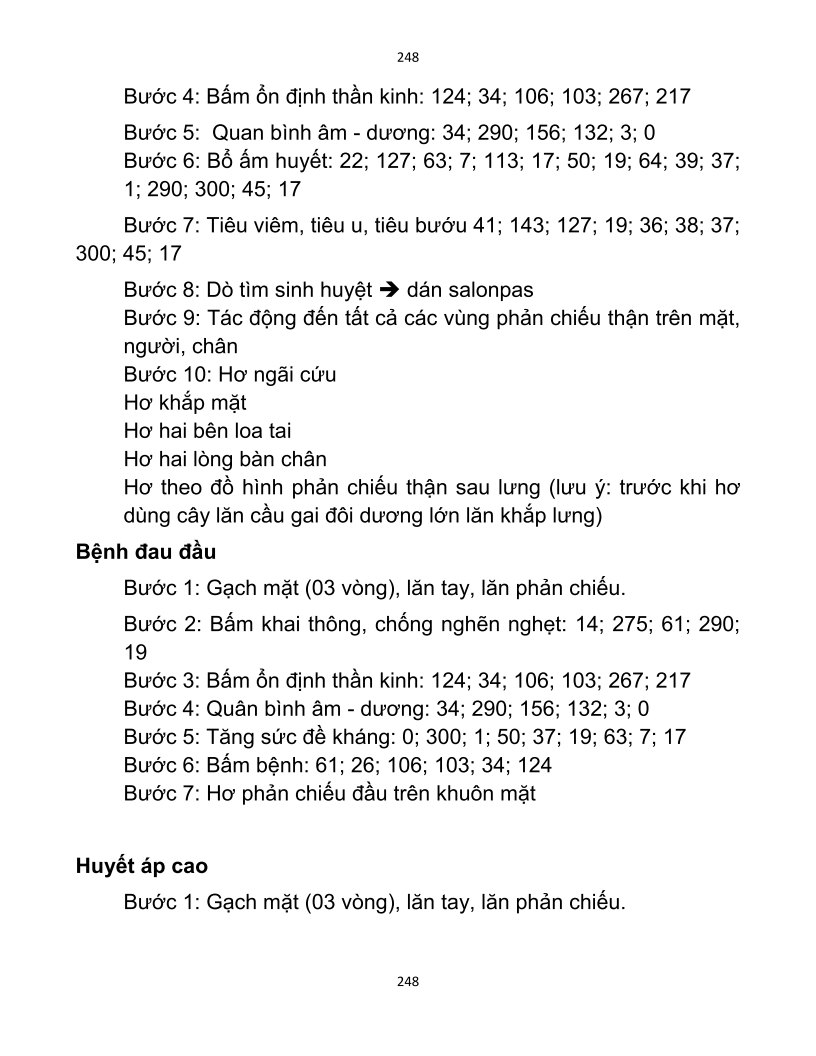 248
Bước 4: Bấm ổn định thần kinh: 124; 34; 106; 103; 267; 217
Bước 5:  Quan bình âm - dương: 34; 290; 156; 132; 3; 0
Bước 6: Bổ ấm huyết: 22; 127; 63; 7; 113; 17; 50; 19; 64; 39; 37;
1; 290; 300; 45; 17
Bước 7: Tiêu viêm, tiêu u, tiêu bướu 41; 143; 127; 19; 36; 38; 37;
300; 45; 17
Bước 8: Dò tìm sinh huyệt ➔ dán salonpas
Bước 9: Tác động đến tất cả các vùng phản chiếu thận trên mặt,
người, chân
Bước 10: Hơ ngãi cứu
Hơ khắp mặt
Hơ hai bên loa tai
Hơ hai lòng bàn chân
Hơ theo đồ hình phản chiếu thận sau lưng (lưu ý: trước khi hơ
dùng cây lăn cầu gai đôi dương lớn lăn khắp lưng)
Bệnh đau đầu
Bước 1: Gạch mặt (03 vòng), lăn tay, lăn phản chiếu.
Bước 2: Bấm khai thông, chống nghẽn nghẹt: 14; 275; 61; 290;
19
Bước 3: Bấm ổn định thần kinh: 124; 34; 106; 103; 267; 217
Bước 4: Quân bình âm - dương: 34; 290; 156; 132; 3; 0
Bước 5: Tăng sức đề kháng: 0; 300; 1; 50; 37; 19; 63; 7; 17
Bước 6: Bấm bệnh: 61; 26; 106; 103; 34; 124
Bước 7: Hơ phản chiếu đầu trên khuôn mặt
Huyết áp cao
Bước 1: Gạch mặt (03 vòng), lăn tay, lăn phản chiếu.
248